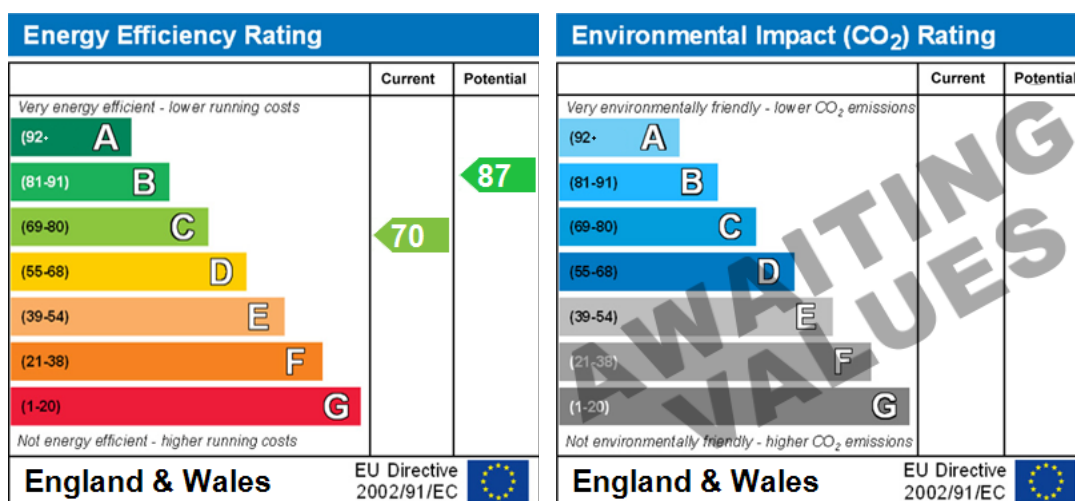 Energy Efficiency Rating
Current Potential
Very energy efficient - lower running costs
(92+ A
(81-91) B
87
(69-80) C
70
(55-68) D
(39-54) E
(21-38) F
(1-20) G
Not energy efficient - higher running costs
England & Wales
EU Directive
2002/91/EC
Environmental Impact (CO₂) Rating
Current Potential
Very environmentally friendly - lower CO₂ emissions
(92+ A
(81-91) B
(69-80) C
(55-68) D
(39-54) E
(21-38) F
(1-20) G
AWAITING
VALUES
Not environmentally friendly - higher CO₂ emissions
England & Wales
EU Directive
2002/91/EC